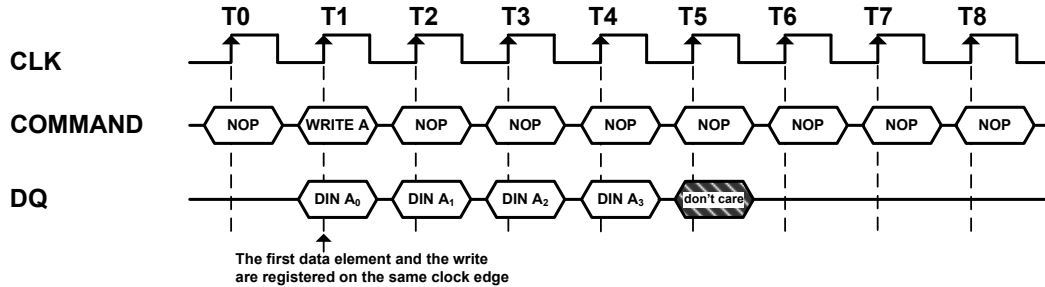 T0 T1 T2 T3 T4 T5 T6 T7 T8
CLK
COMMAND NOP WRITE A NOP NOP NOP NOP NOP NOP NOP
DQ DIN A₀ DIN A₁ DIN A₂ DIN A₃ don't care
The first data element and the write
are registered on the same clock edge